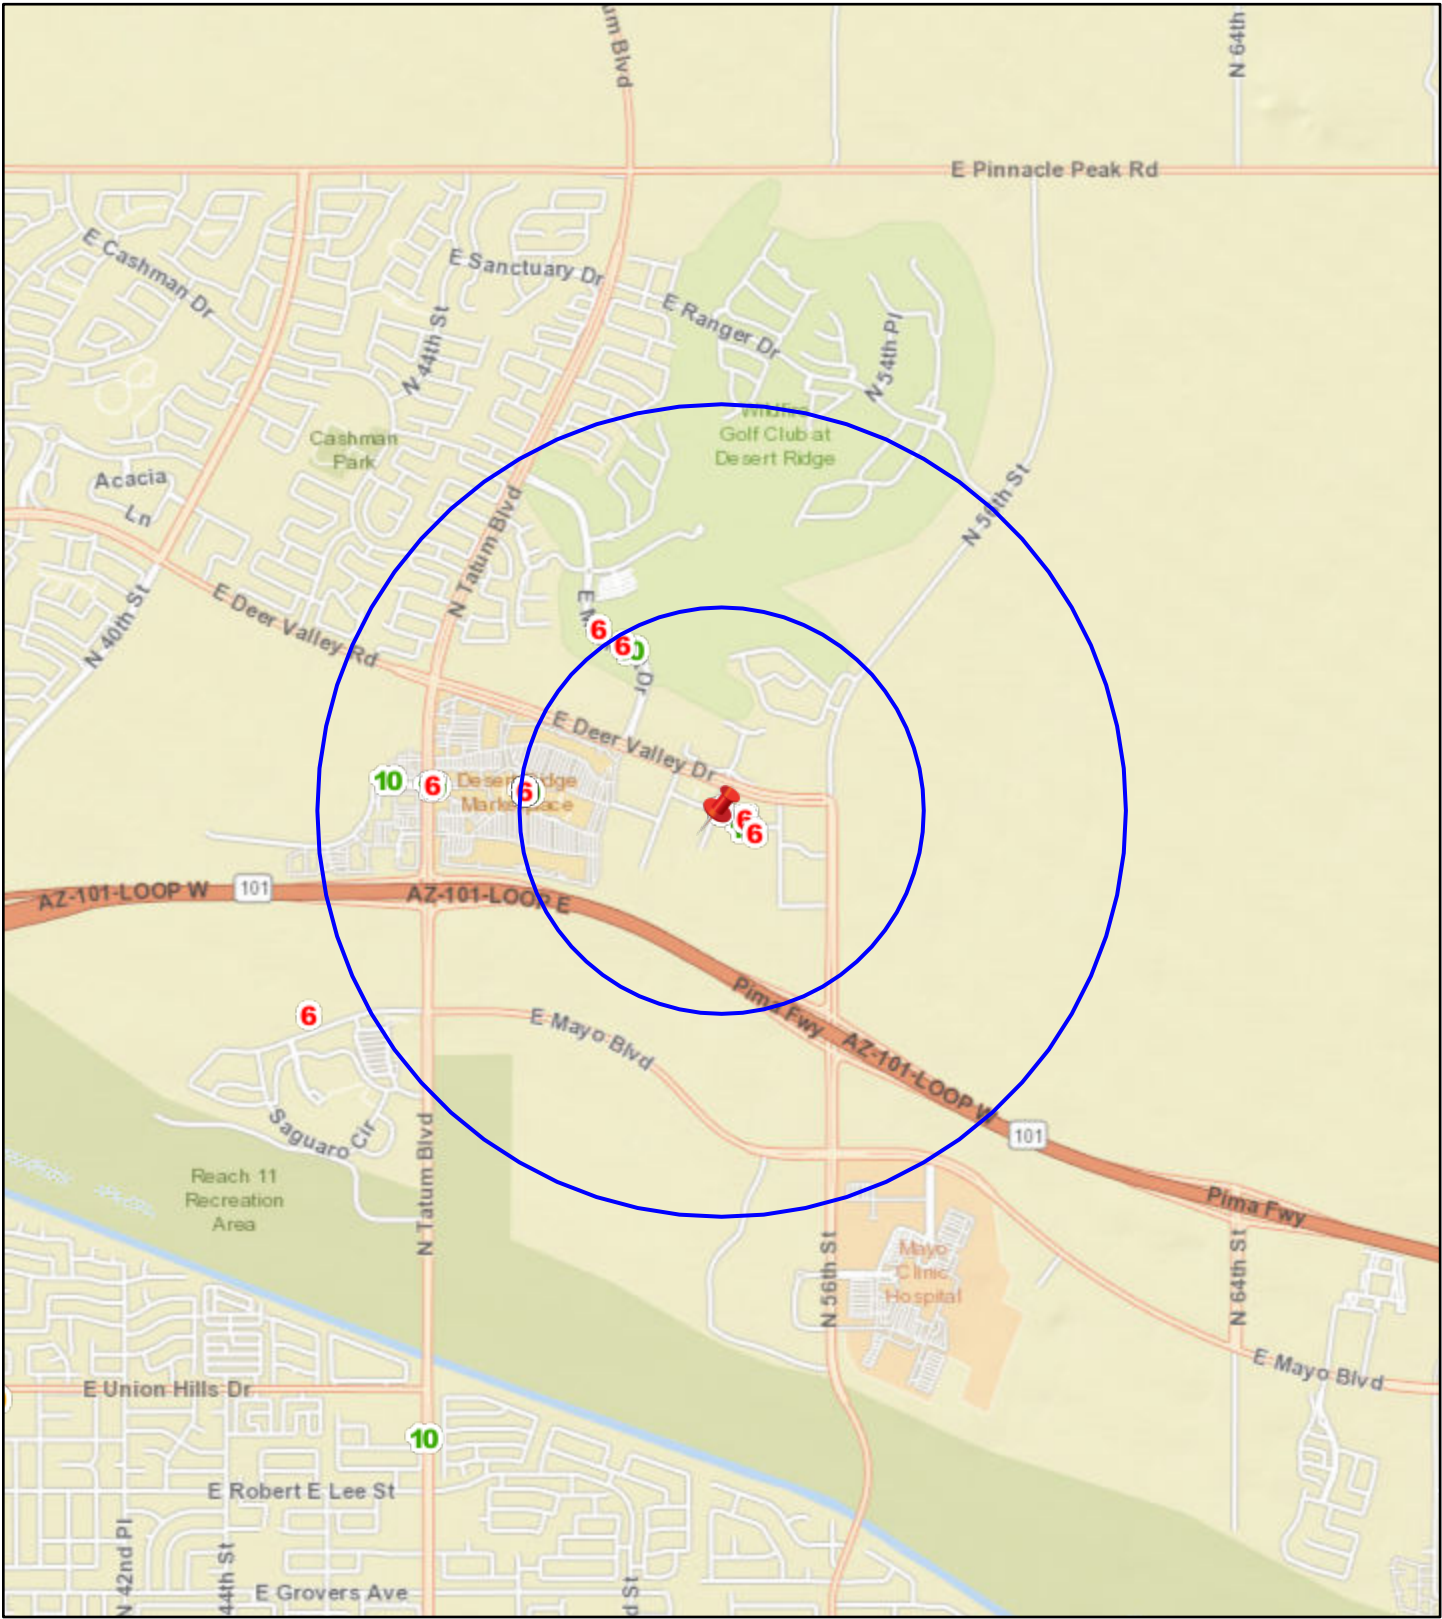 um Blvd
N 64th
E Pinnacle Peak Rd
E Cashman Dr
E Sanctuary Dr
N 44th St
E Ranger Dr
N 54th Pl
Wildfire
Golf Club at
Desert Ridge
Cashman
Park
Acacia
Ln
N Tatum Blvd
N 56th St
N 40th St
E Deer Valley Rd
6
6
Dr
E Deer Valley Dr
10
6
6
Desert Ridge
Marketplace
6
6
AZ-101-LOOP W
101
AZ-101-LOOP E
Pima Fwy
6
E Mayo Blvd
AZ-101-LOOP W
101
Saguaro Cir
N Tatum Blvd
Reach 11
Recreation
Area
Pima Fwy
N 56th St
Mayo
Clinic
Hospital
N 64th St
E Mayo Blvd
E Union Hills Dr
10
E Robert E Lee St
N 42nd Pl
44th St
E Grovers Ave
d St